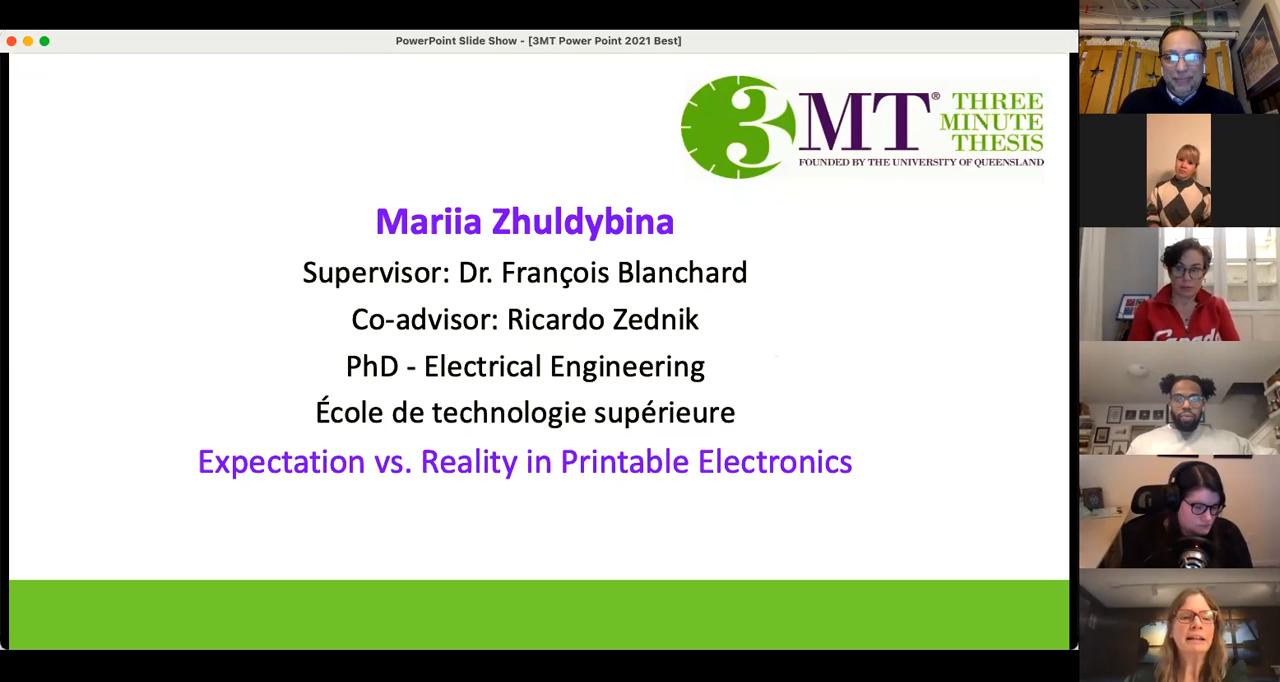 PowerPoint Slide Show - [3MT Power Point 2021 Best]
3MT®
THREE
MINUTE
THESIS
FOUNDED BY THE UNIVERSITY OF QUEENSLAND
Mariia Zhuldybina
Supervisor: Dr. François Blanchard
Co-advisor: Ricardo Zednik
PhD - Electrical Engineering
École de technologie supérieure
Expectation vs. Reality in Printable Electronics
Canada